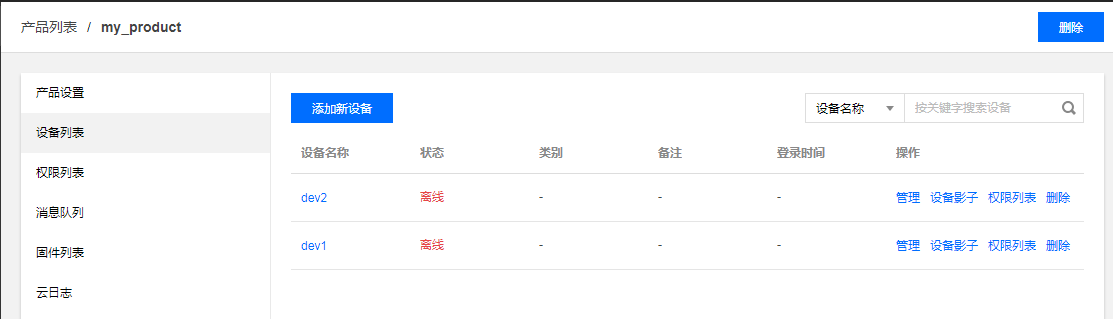 产品列表 / my_product
删除
产品设置
设备列表
权限列表
消息队列
固件列表
云日志
添加新设备
设备名称
按关键字搜索设备
设备名称 状态 类别 备注 登录时间 操作
dev2 离线 - - - 管理 设备影子 权限列表 删除
dev1 离线 - - - 管理 设备影子 权限列表 删除